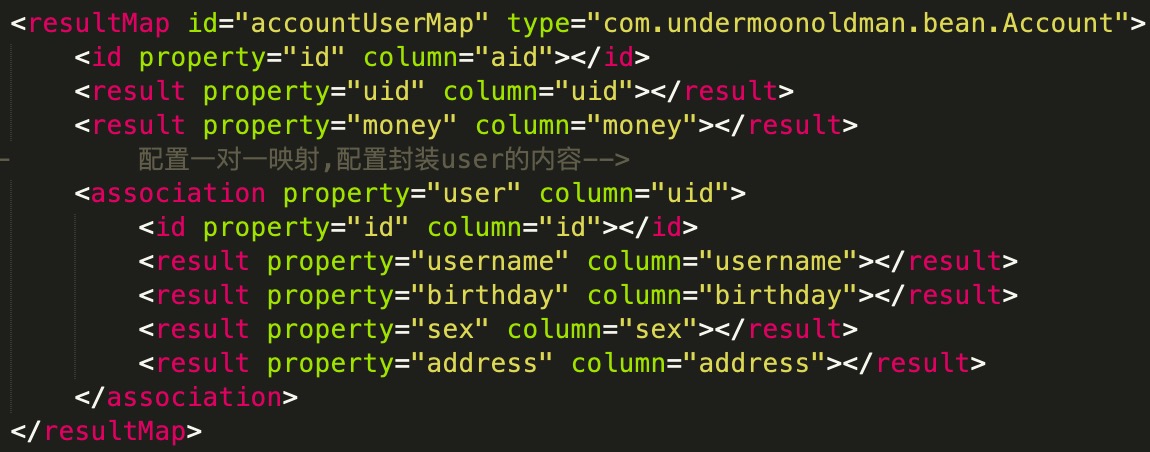 <resultMap id="accountUserMap" type="com.undermoonoldman.bean.Account">
<id property="id" column="aid"></id>
<result property="uid" column="uid"></result>
<result property="money" column="money"></result>
- 配置一对一映射,配置封装user的内容-->
<association property="user" column="uid">
<id property="id" column="id"></id>
<result property="username" column="username"></result>
<result property="birthday" column="birthday"></result>
<result property="sex" column="sex"></result>
<result property="address" column="address"></result>
</association>
</resultMap>